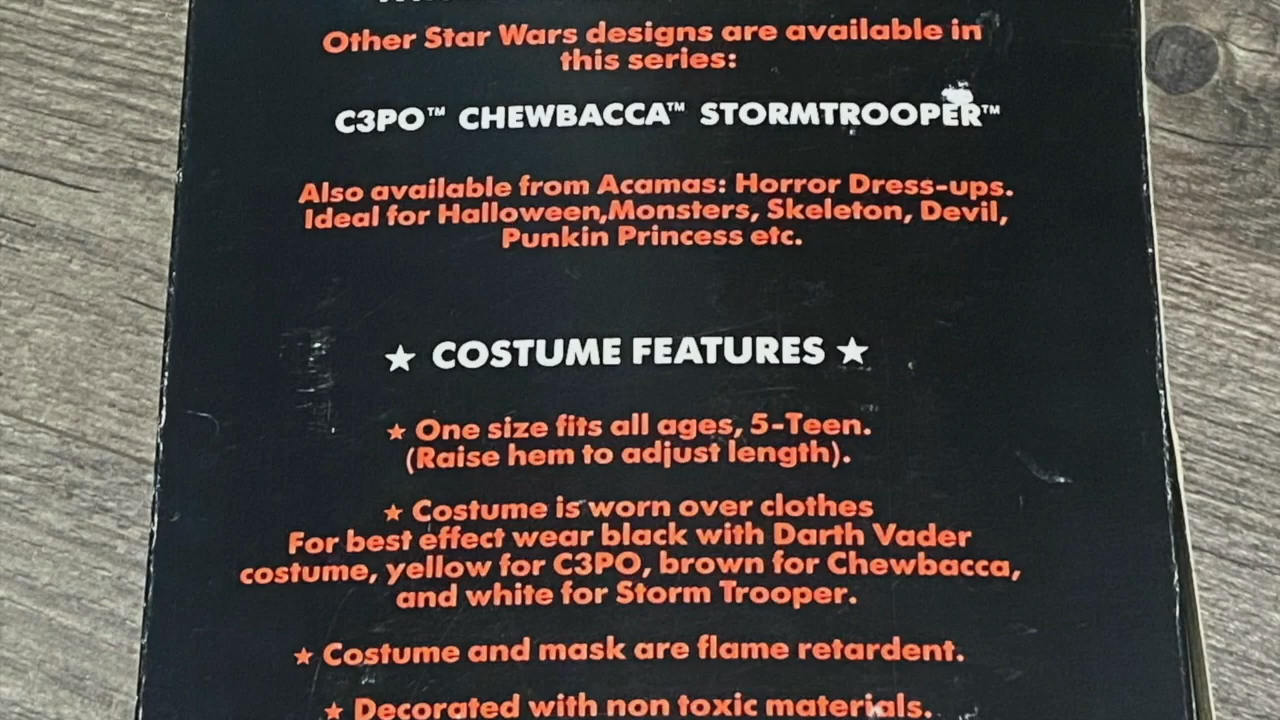 Other Star Wars designs are available in
this series:
C3PO™ CHEWBACCA™ STORMTROOPER™
Also available from Acamas: Horror Dress-ups.
Ideal for Halloween,Monsters, Skeleton, Devil,
Punkin Princess etc.
★ COSTUME FEATURES ★
★ One size fits all ages, 5-Teen.
(Raise hem to adjust length).
★ Costume is worn over clothes
For best effect wear black with Darth Vader
costume, yellow for C3PO, brown for Chewbacca,
and white for Storm Trooper.
★ Costume and mask are flame retardent.
★ Decorated with non toxic materials.